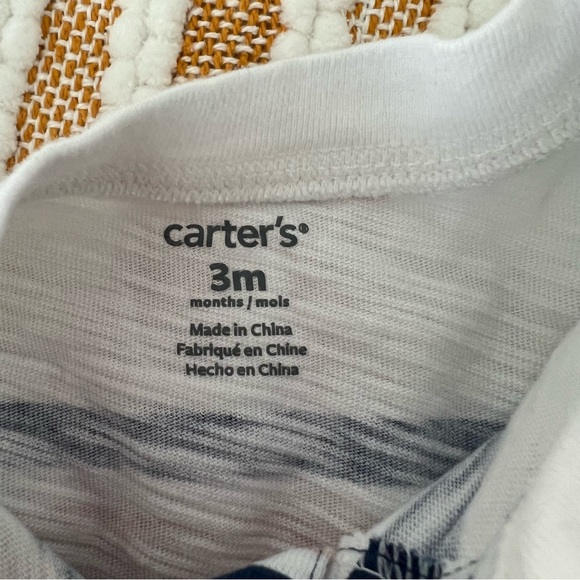 carter's®
3m
months / mois
Made in China
Fabriqué en Chine
Hecho en China